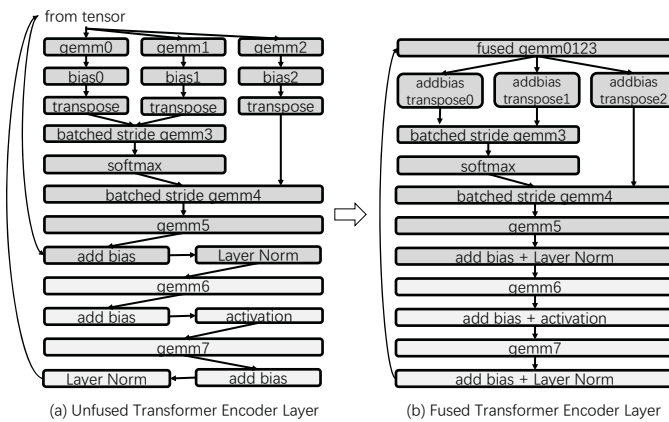 from tensor
gemm0 gemm1 gemm2
bias0 bias1 bias2
transpose transpose transpose
batched stride gemm3
softmax
batched stride gemm4
gemm5
add bias Layer Norm
gemm6
add bias activation
gemm7
Layer Norm add bias
(a) Unfused Transformer Encoder Layer
fused gemm0123
addbias addbias addbias
transpose0 transpose1 transpose2
batched stride gemm3
softmax
batched stride gemm4
gemm5
add bias + Layer Norm
gemm6
add bias + activation
gemm7
add bias + Layer Norm
(b) Fused Transformer Encoder Layer